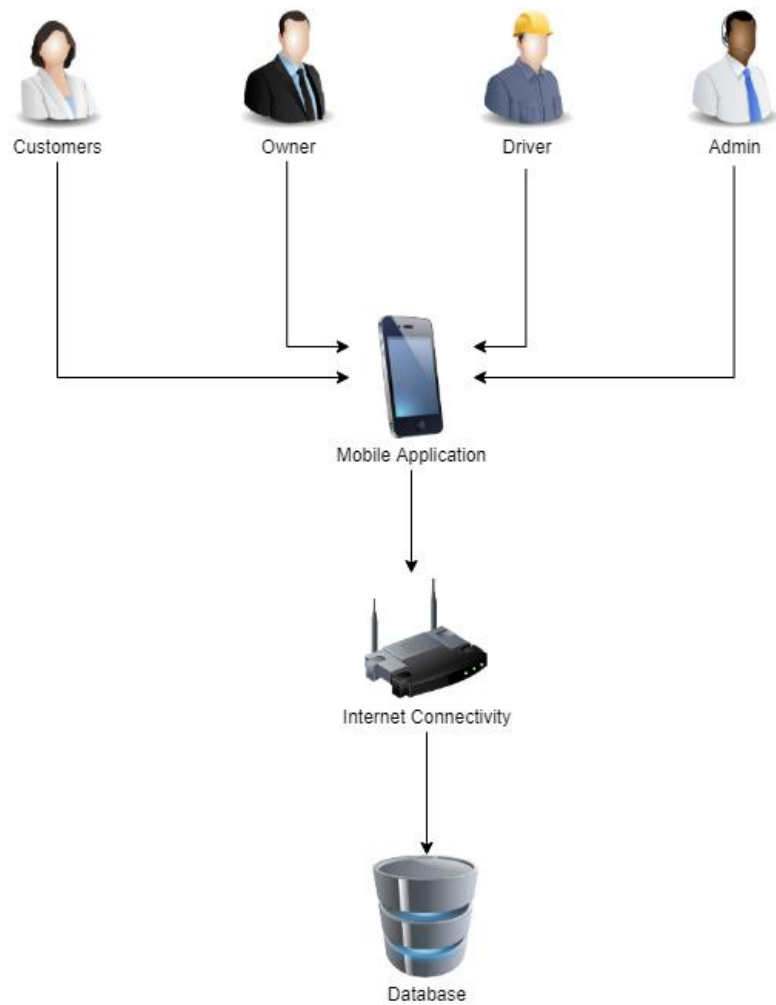 Customers
Owner
Driver
Admin
Mobile Application
Internet Connectivity
Database